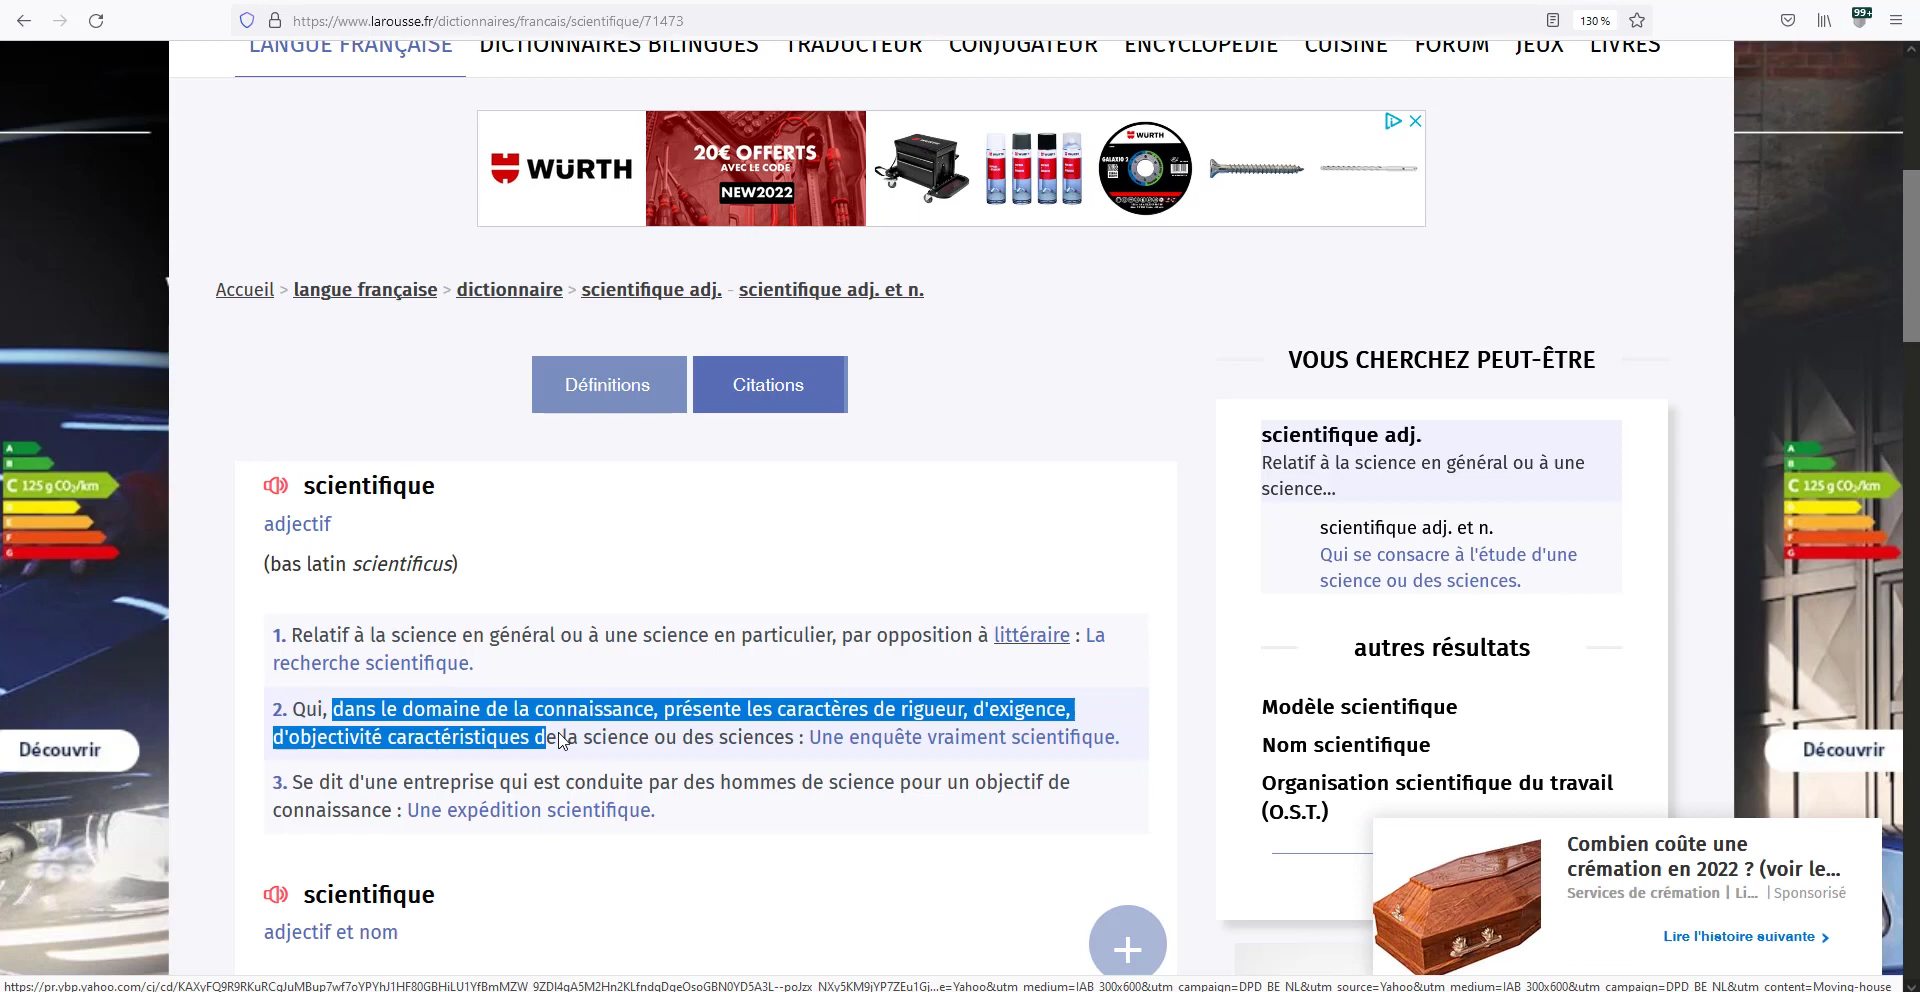 https://www.larousse.fr/dictionnaires/francais/scientifique/71473
130 %
99+
LANGUE FRANÇAISE DICTIONNAIRES BILINGUES TRADUCTEUR CONJUGATEUR ENCYCLOPÉDIE CUISINE FORUM JEUX LIVRES
WÜRTH
20€ OFFERTS
AVEC LE CODE
NEW2022
WÜRTH
GALAXIO 2
Accueil > langue française > dictionnaire > scientifique adj. - scientifique adj. et n.
Définitions Citations
scientifique
adjectif
(bas latin scientificus)
1. Relatif à la science en général ou à une science en particulier, par opposition à littéraire : La
recherche scientifique.
2. Qui, dans le domaine de la connaissance, présente les caractères de rigueur, d'exigence,
d'objectivité caractéristiques de la science ou des sciences : Une enquête vraiment scientifique.
3. Se dit d'une entreprise qui est conduite par des hommes de science pour un objectif de
connaissance : Une expédition scientifique.
scientifique
adjectif et nom
VOUS CHERCHEZ PEUT-ÊTRE
scientifique adj.
Relatif à la science en général ou à une
science...
scientifique adj. et n.
Qui se consacre à l'étude d'une
science ou des sciences.
autres résultats
Modèle scientifique
Nom scientifique
Organisation scientifique du travail
(O.S.T.)
Combien coûte une
crémation en 2022 ? (voir le...
Services de crémation | Li... | Sponsorisé
Lire l'histoire suivante
A
B
C 125 g CO₂/km
D
E
F
G
Découvrir
A
B
C 125 g CO₂/km
D
E
F
G
Découvrir